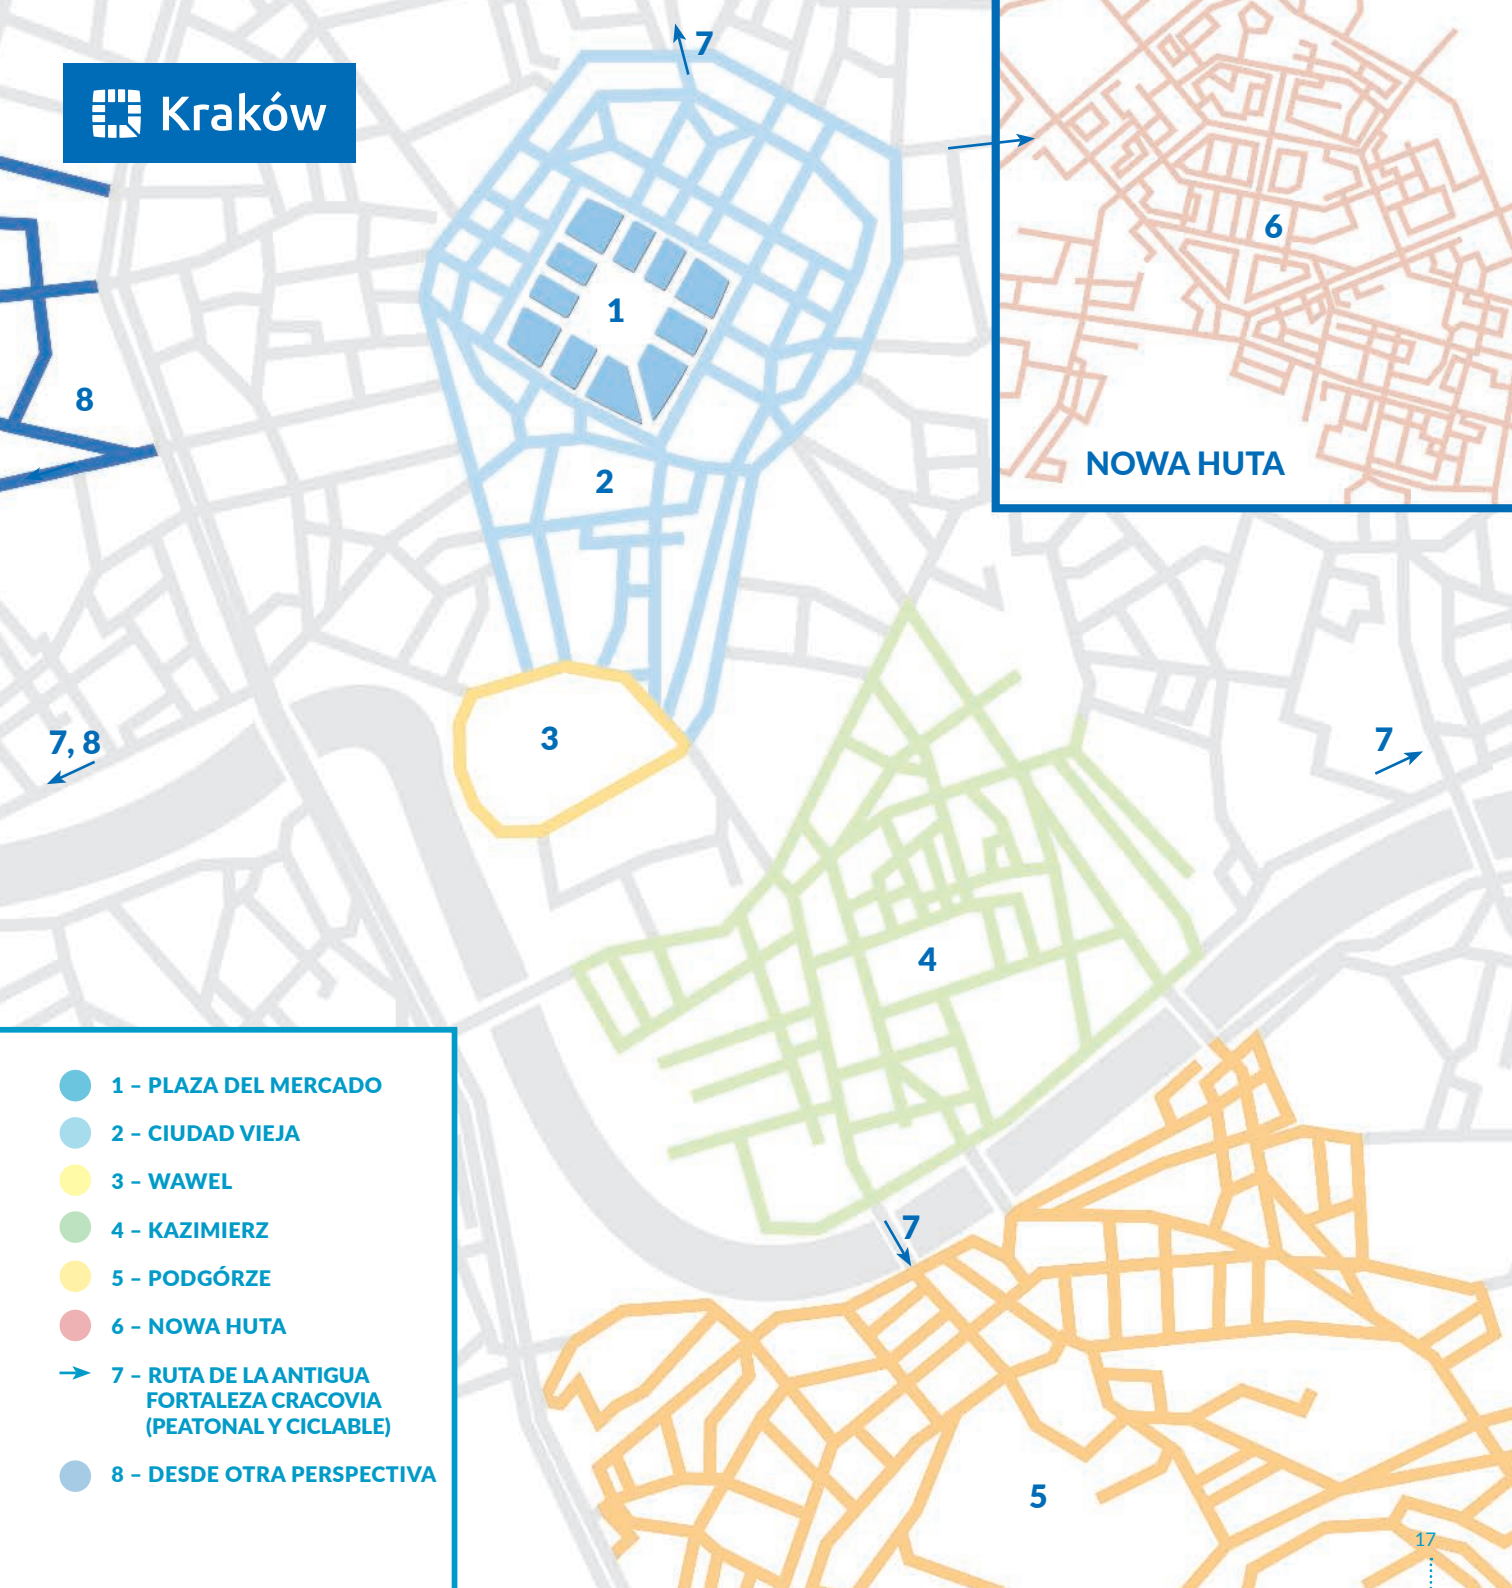 7
Kraków
1
6
8
NOWA HUTA
2
3
7, 8
7
4
1 – PLAZA DEL MERCADO
2 – CIUDAD VIEJA
3 – WAWEL
4 – KAZIMIERZ
7
5 – PODGÓRZE
6 – NOWA HUTA
7 – RUTA DE LA ANTIGUA
FORTALEZA CRACOVIA
(PEATONAL Y CICLABLE)
8 – DESDE OTRA PERSPECTIVA
5
17